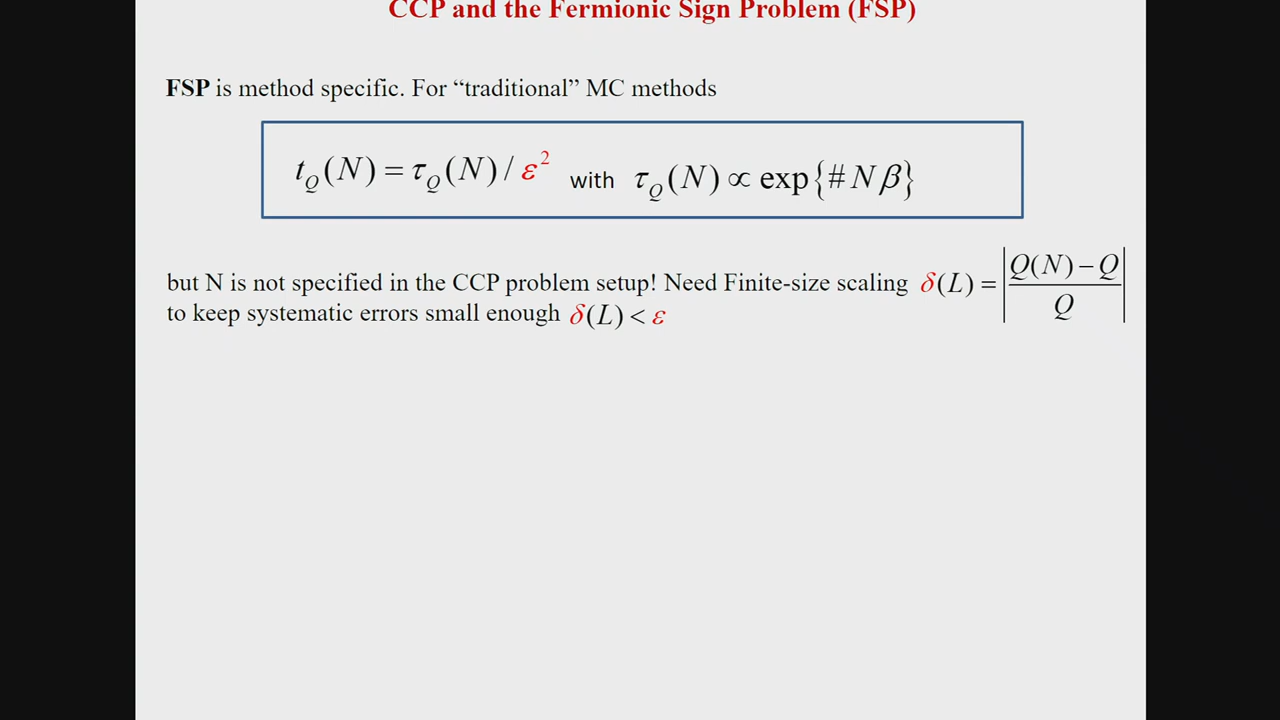 CCP and the Fermionic Sign Problem (FSP)
FSP is method specific. For “traditional” MC methods
t_Q(N) = τ_Q(N) / ε² with τ_Q(N) ∝ exp{#Nβ}
but N is not specified in the CCP problem setup! Need Finite-size scaling δ(L) = |(Q(N) − Q) / Q|
to keep systematic errors small enough δ(L) < ε